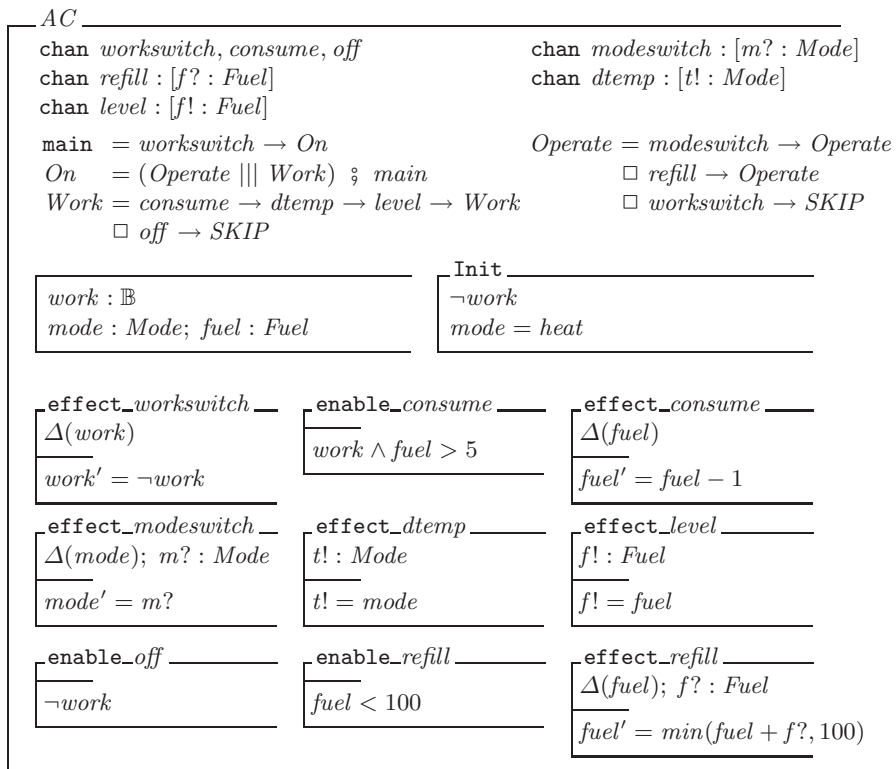 AC
chan workswitch, consume, off
chan modeswitch : [m? : Mode]
chan refill : [f? : Fuel]
chan dtemp : [t! : Mode]
chan level : [f! : Fuel]
main = workswitch → On
Operate = modeswitch → Operate
On = (Operate ||| Work) ⨟ main
□ refill → Operate
Work = consume → dtemp → level → Work
□ workswitch → SKIP
□ off → SKIP
work : 𝔹
mode : Mode; fuel : Fuel
Init
¬work
mode = heat
effect_workswitch
Δ(work)
work′ = ¬work
enable_consume
work ∧ fuel > 5
effect_consume
Δ(fuel)
fuel′ = fuel − 1
effect_modeswitch
Δ(mode); m? : Mode
mode′ = m?
effect_dtemp
t! : Mode
t! = mode
effect_level
f! : Fuel
f! = fuel
enable_off
¬work
enable_refill
fuel < 100
effect_refill
Δ(fuel); f? : Fuel
fuel′ = min(fuel + f?, 100)